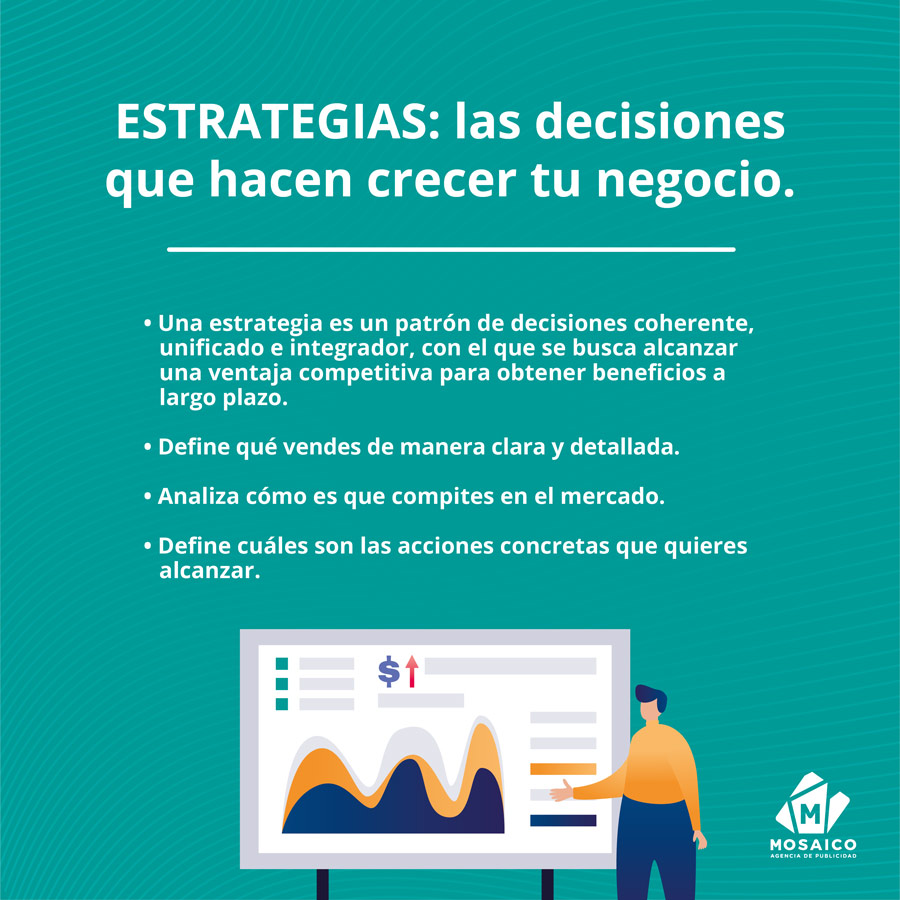 ESTRATEGIAS: las decisiones
que hacen crecer tu negocio.
• Una estrategia es un patrón de decisiones coherente,
unificado e integrador, con el que se busca alcanzar
una ventaja competitiva para obtener beneficios a
largo plazo.
• Define qué vendes de manera clara y detallada.
• Analiza cómo es que compites en el mercado.
• Define cuáles son las acciones concretas que quieres
alcanzar.
$
M
MOSAICO
AGENCIA DE PUBLICIDAD